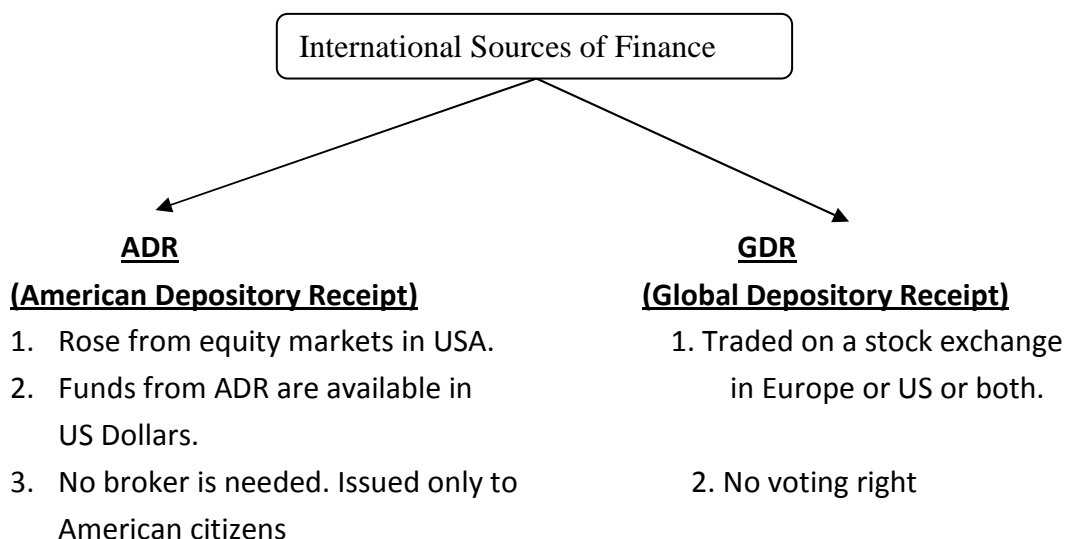 International Sources of Finance
ADR
(American Depository Receipt)
1. Rose from equity markets in USA.
2. Funds from ADR are available in
US Dollars.
3. No broker is needed. Issued only to
American citizens
GDR
(Global Depository Receipt)
1. Traded on a stock exchange
in Europe or US or both.
2. No voting right